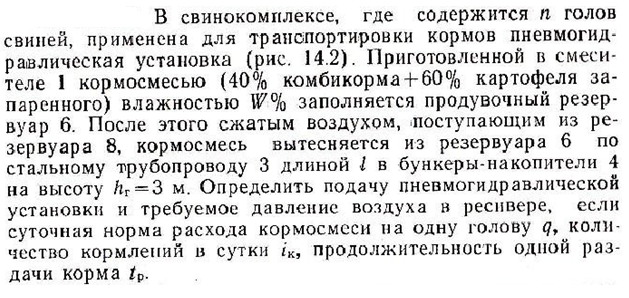 В свинокомплексе, где содержится n голов
свиней, применена для транспортировки кормов пневмогид-
равлическая установка (рис. 14.2). Приготовленной в смеси-
теле 1 кормосмесью (40% комбикорма+60% картофеля за-
паренного) влажностью W% заполняется продувочный резер-
вуар 6. После этого сжатым воздухом, поступающим из ре-
зервуара 8, кормосмесь вытесняется из резервуара 6 по
стальному трубопроводу 3 длиной l в бункеры-накопители 4
на высоту hг=3 м. Определить подачу пневмогидравлической
установки и требуемое давление воздуха в ресивере, если
суточная норма расхода кормосмеси на одну голову q, коли-
чество кормлений в сутки iк, продолжительность одной раз-
дачи корма tр.